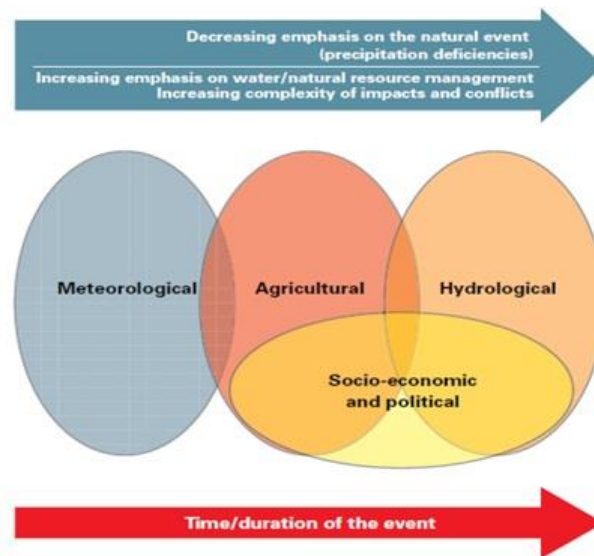 Decreasing emphasis on the natural event
(precipitation deficiencies)
Increasing emphasis on water/natural resource management
Increasing complexity of impacts and conflicts
Meteorological
Agricultural
Hydrological
Socio-economic
and political
Time/duration of the event